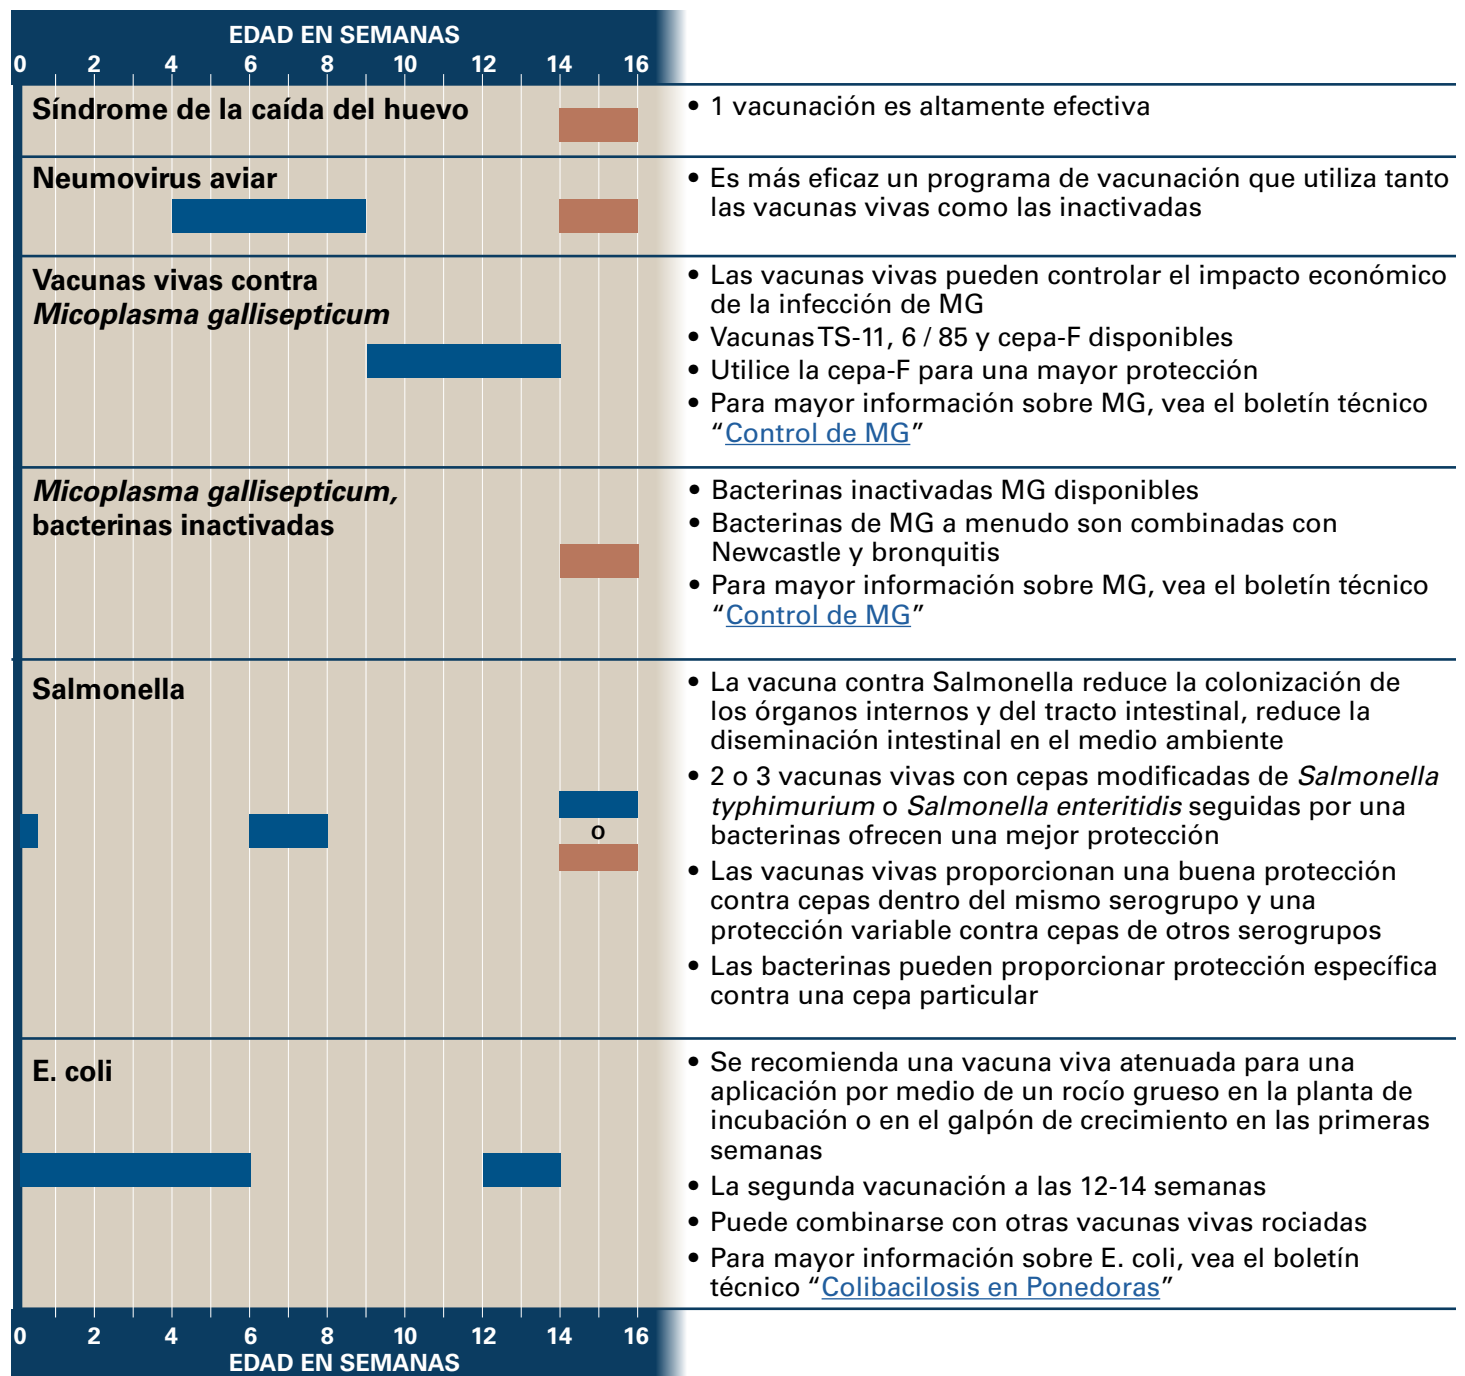 EDAD EN SEMANAS
0 2 4 6 8 10 12 14 16
Síndrome de la caída del huevo
• 1 vacunación es altamente efectiva
Neumovirus aviar
• Es más eficaz un programa de vacunación que utiliza tanto
las vacunas vivas como las inactivadas
Vacunas vivas contra
Micoplasma gallisepticum
• Las vacunas vivas pueden controlar el impacto económico
de la infección de MG
• Vacunas TS-11, 6 / 85 y cepa-F disponibles
• Utilice la cepa-F para una mayor protección
• Para mayor información sobre MG, vea el boletín técnico
“Control de MG”
Micoplasma gallisepticum,
bacterinas inactivadas
• Bacterinas inactivadas MG disponibles
• Bacterinas de MG a menudo son combinadas con
Newcastle y bronquitis
• Para mayor información sobre MG, vea el boletín técnico
“Control de MG”
Salmonella
O
• La vacuna contra Salmonella reduce la colonización de
los órganos internos y del tracto intestinal, reduce la
diseminación intestinal en el medio ambiente
• 2 o 3 vacunas vivas con cepas modificadas de Salmonella
typhimurium o Salmonella enteritidis seguidas por una
bacterinas ofrecen una mejor protección
• Las vacunas vivas proporcionan una buena protección
contra cepas dentro del mismo serogrupo y una
protección variable contra cepas de otros serogrupos
• Las bacterinas pueden proporcionar protección específica
contra una cepa particular
E. coli
• Se recomienda una vacuna viva atenuada para una
aplicación por medio de un rocío grueso en la planta de
incubación o en el galpón de crecimiento en las primeras
semanas
• La segunda vacunación a las 12-14 semanas
• Puede combinarse con otras vacunas vivas rociadas
• Para mayor información sobre E. coli, vea el boletín
técnico “Colibacilosis en Ponedoras”
0 2 4 6 8 10 12 14 16
EDAD EN SEMANAS